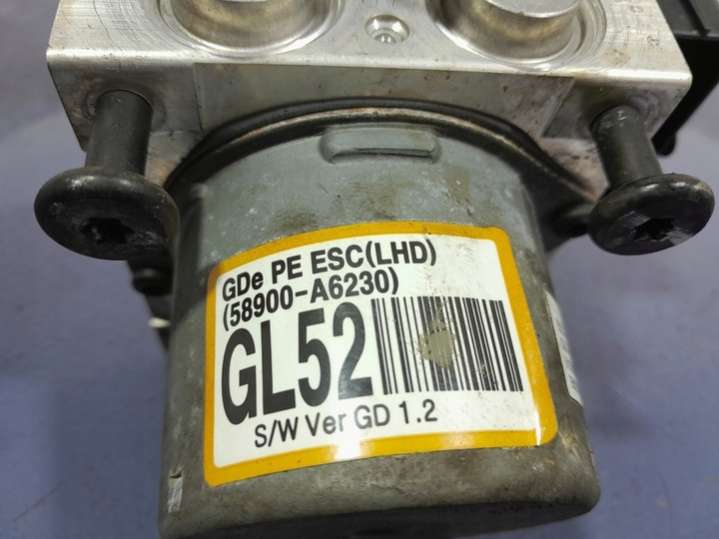 GDe PE ESC(LHD)
(58900-A6230)
GL52
S/W Ver GD 1.2